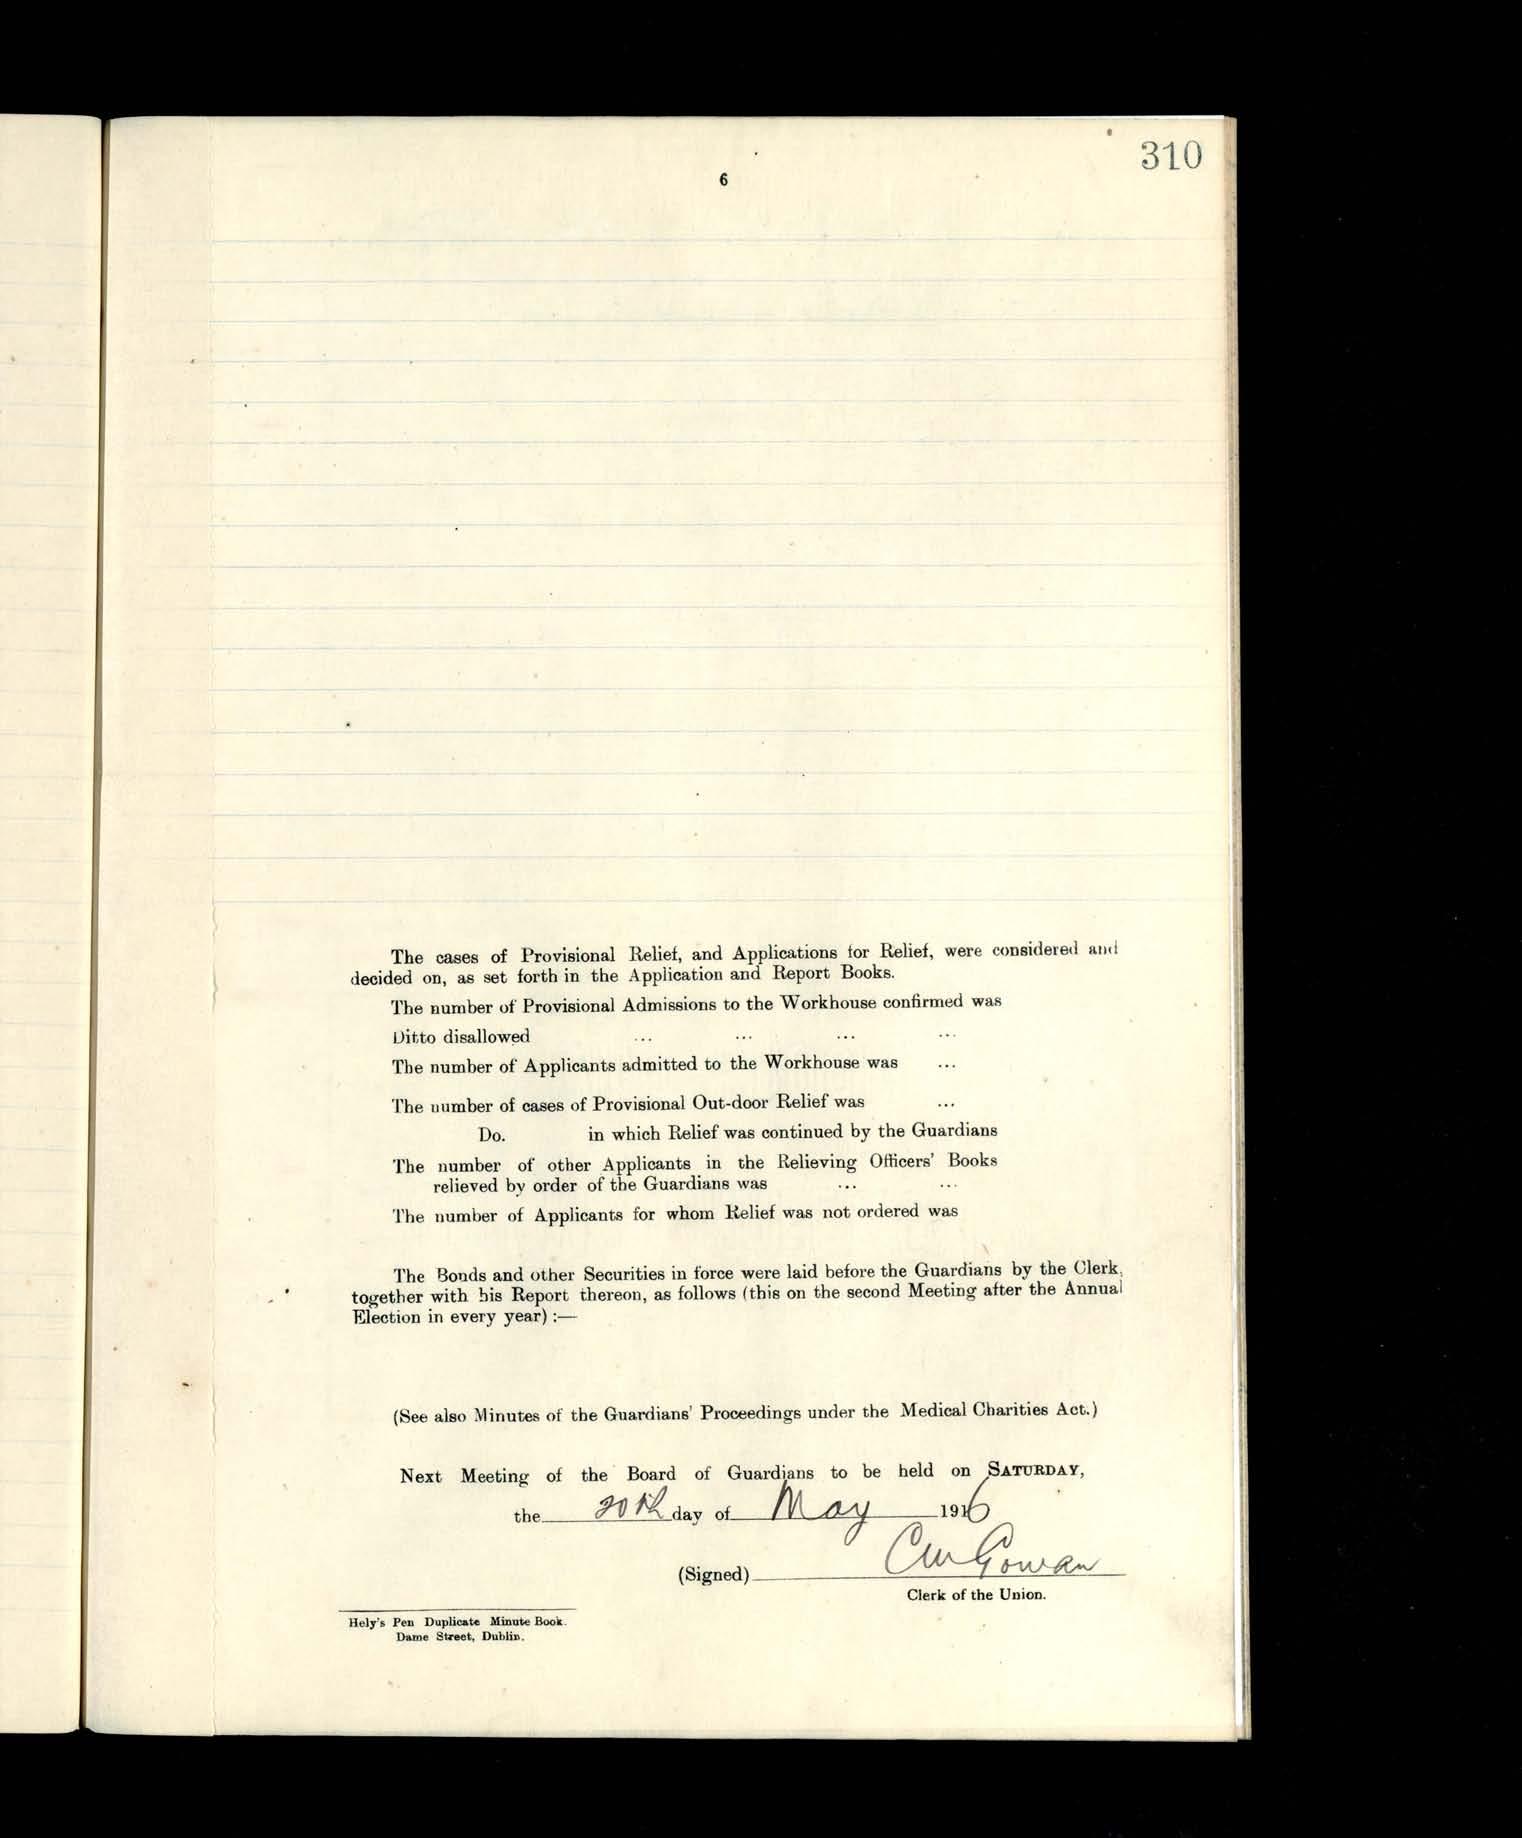 310
6
The cases of Provisional Relief, and Applications for Relief, were considered and
decided on, as set forth in the Application and Report Books.
The number of Provisional Admissions to the Workhouse confirmed was
Ditto disallowed ... ... ... ...
The number of Applicants admitted to the Workhouse was ...
The number of cases of Provisional Out-door Relief was ...
Do. in which Relief was continued by the Guardians
The number of other Applicants in the Relieving Officers' Books
relieved by order of the Guardians was ... ...
The number of Applicants for whom Relief was not ordered was
The Bonds and other Securities in force were laid before the Guardians by the Clerk,
together with his Report thereon, as follows (this on the second Meeting after the Annual
Election in every year) :—
(See also Minutes of the Guardians' Proceedings under the Medical Charities Act.)
Next Meeting of the Board of Guardians to be held on SATURDAY,
the 20th day of May 1916
(Signed) CW Gowan
Clerk of the Union.
Hely's Pen Duplicate Minute Book.
Dame Street, Dublin.